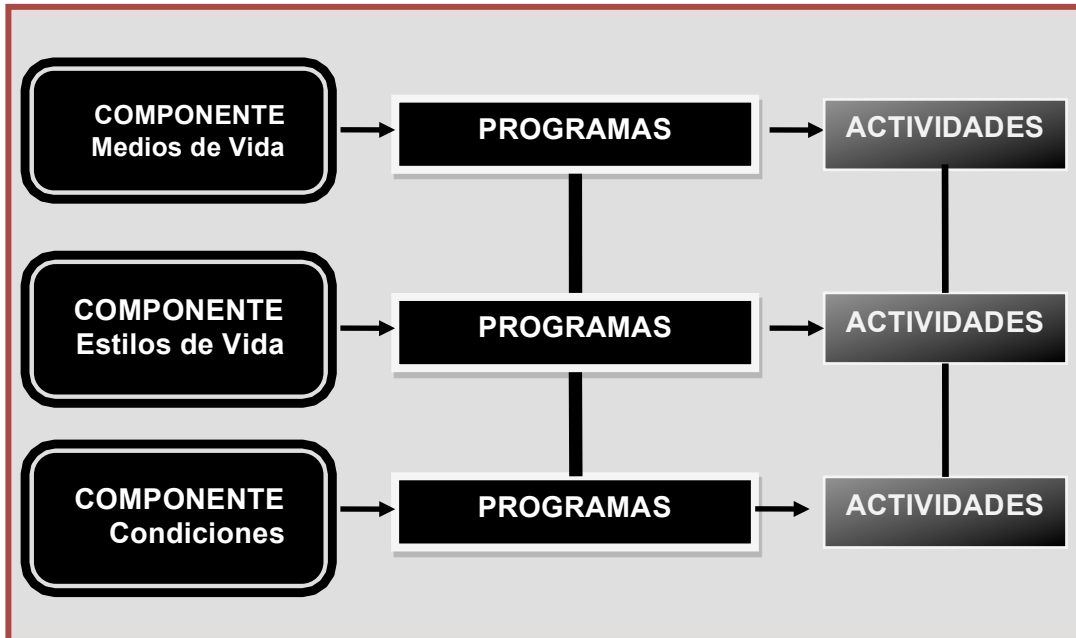 COMPONENTE
Medios de Vida
PROGRAMAS
ACTIVIDADES
COMPONENTE
Estilos de Vida
PROGRAMAS
ACTIVIDADES
COMPONENTE
Condiciones
PROGRAMAS
ACTIVIDADES